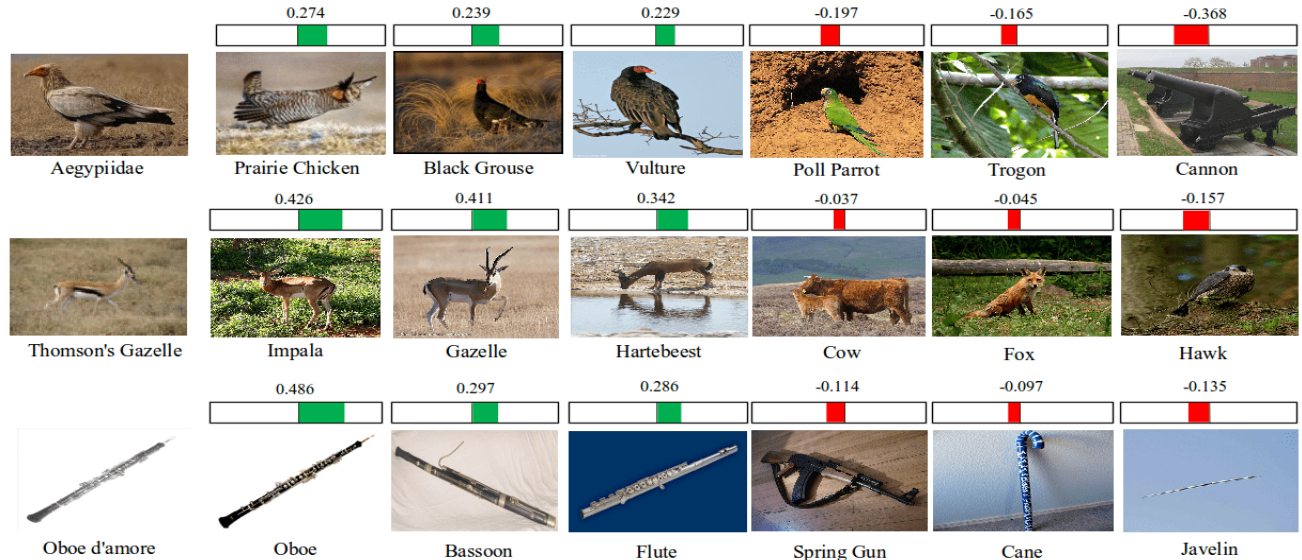 0.274 0.239 0.229 -0.197 -0.165 -0.368
Aegypiidae Prairie Chicken Black Grouse Vulture Poll Parrot Trogon Cannon
0.426 0.411 0.342 -0.037 -0.045 -0.157
Thomson's Gazelle Impala Gazelle Hartebeest Cow Fox Hawk
0.486 0.297 0.286 -0.114 -0.097 -0.135
Oboe d'amore Oboe Bassoon Flute Spring Gun Cane Javelin